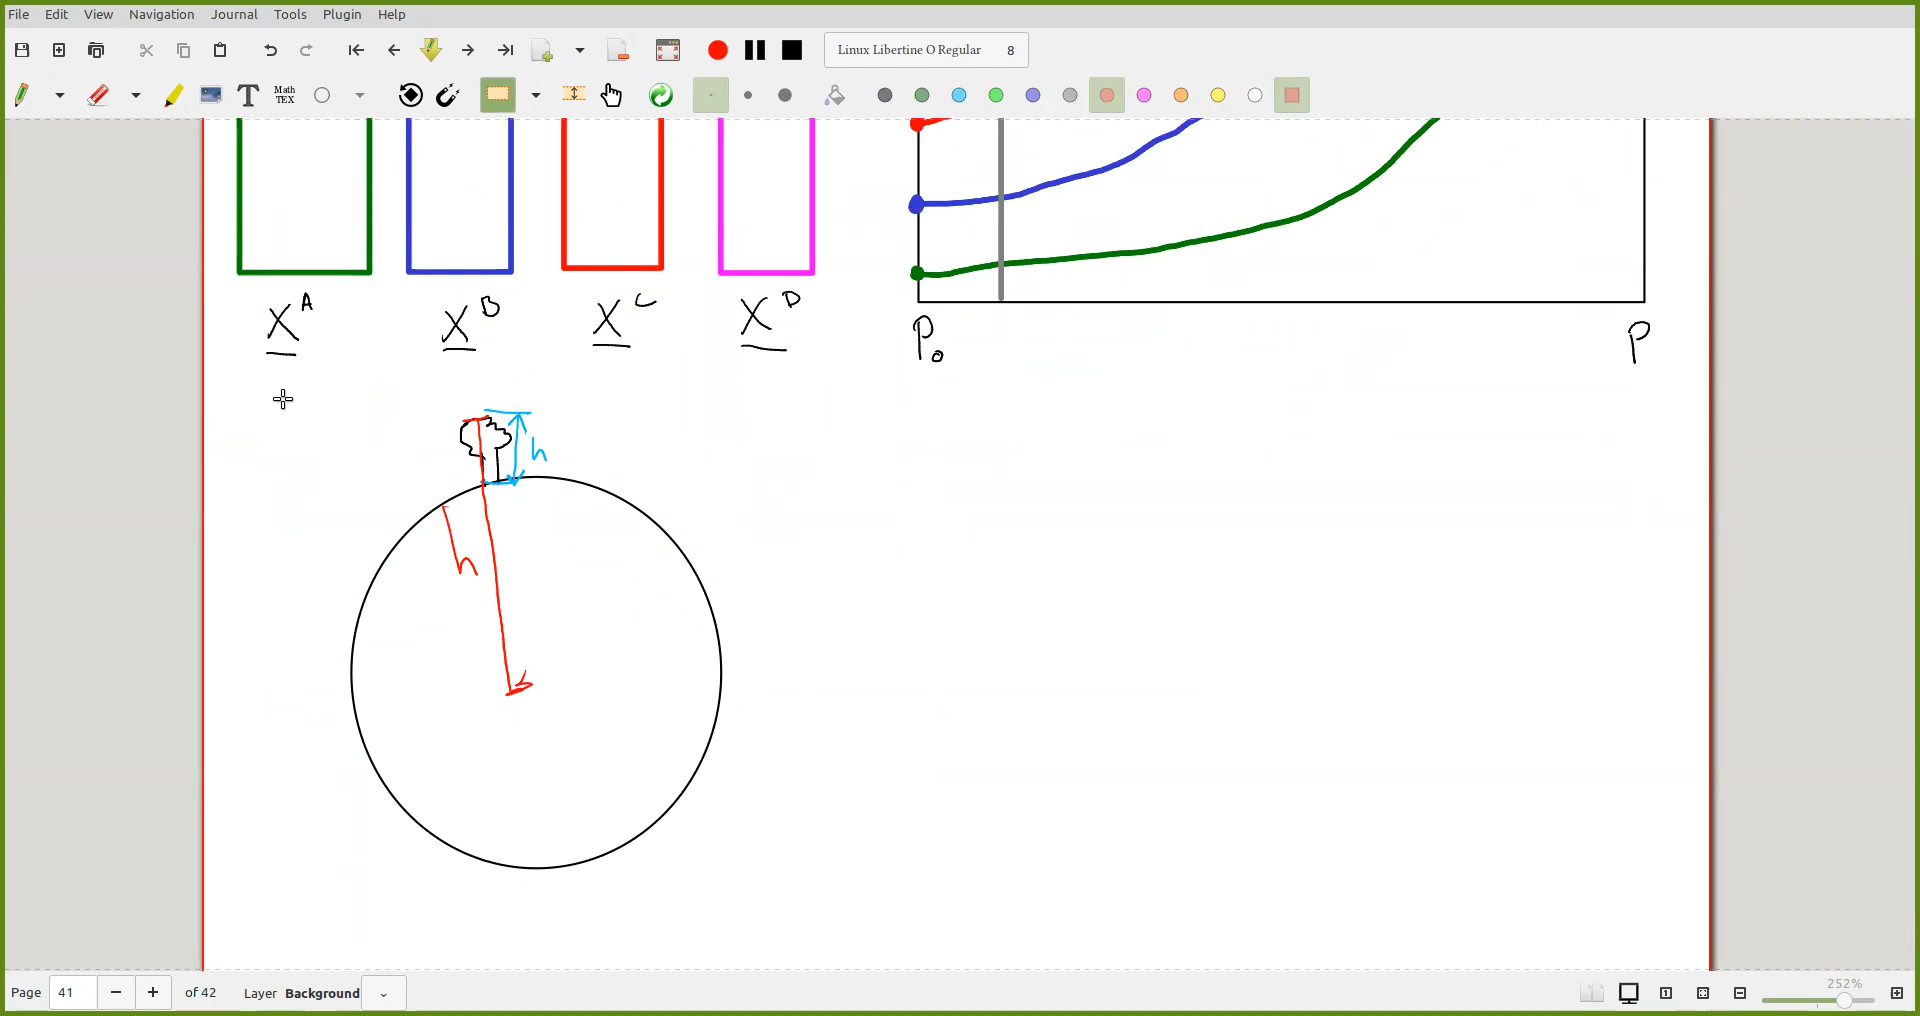 File Edit View Navigation Journal Tools Plugin Help
Linux Libertine O Regular 8
T Math TEX
X^A X^B X^C X^D
P₀ P
h
h
Page 41 of 42 Layer Background 252%